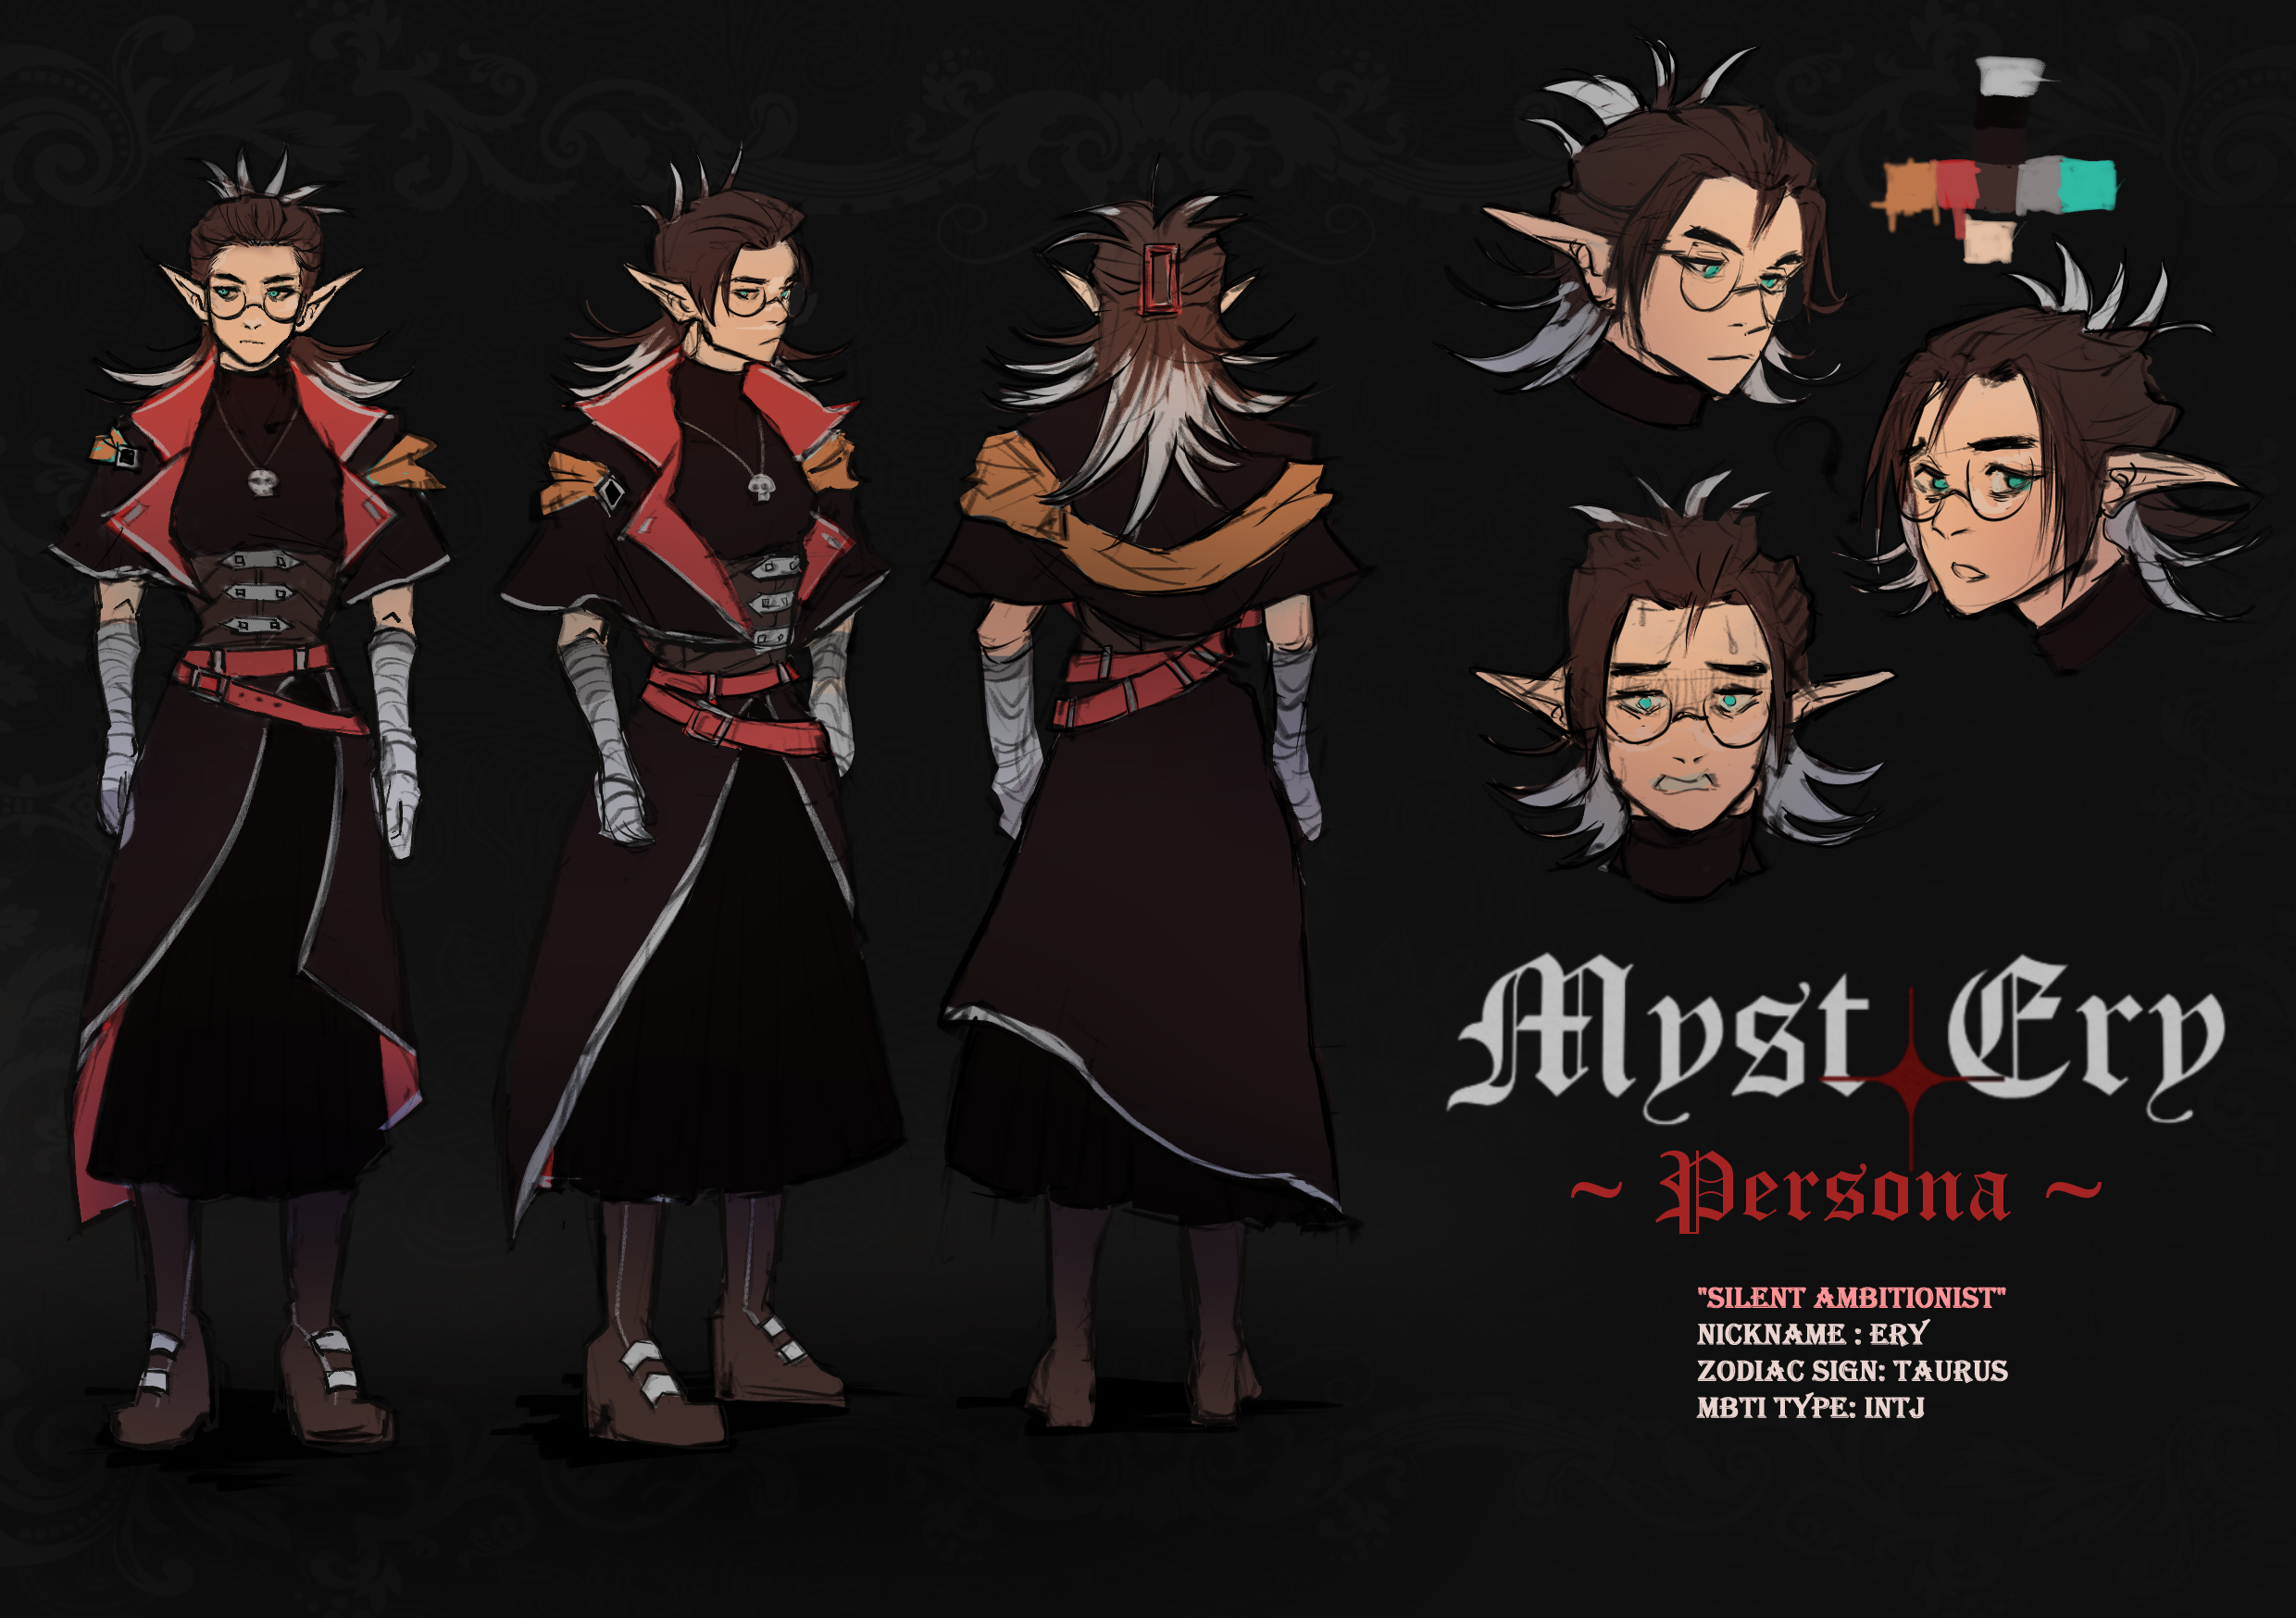 Myst Ery
~ Persona ~
"SILENT AMBITIONIST"
NICKNAME : ERY
ZODIAC SIGN: TAURUS
MBTI TYPE: INTJ